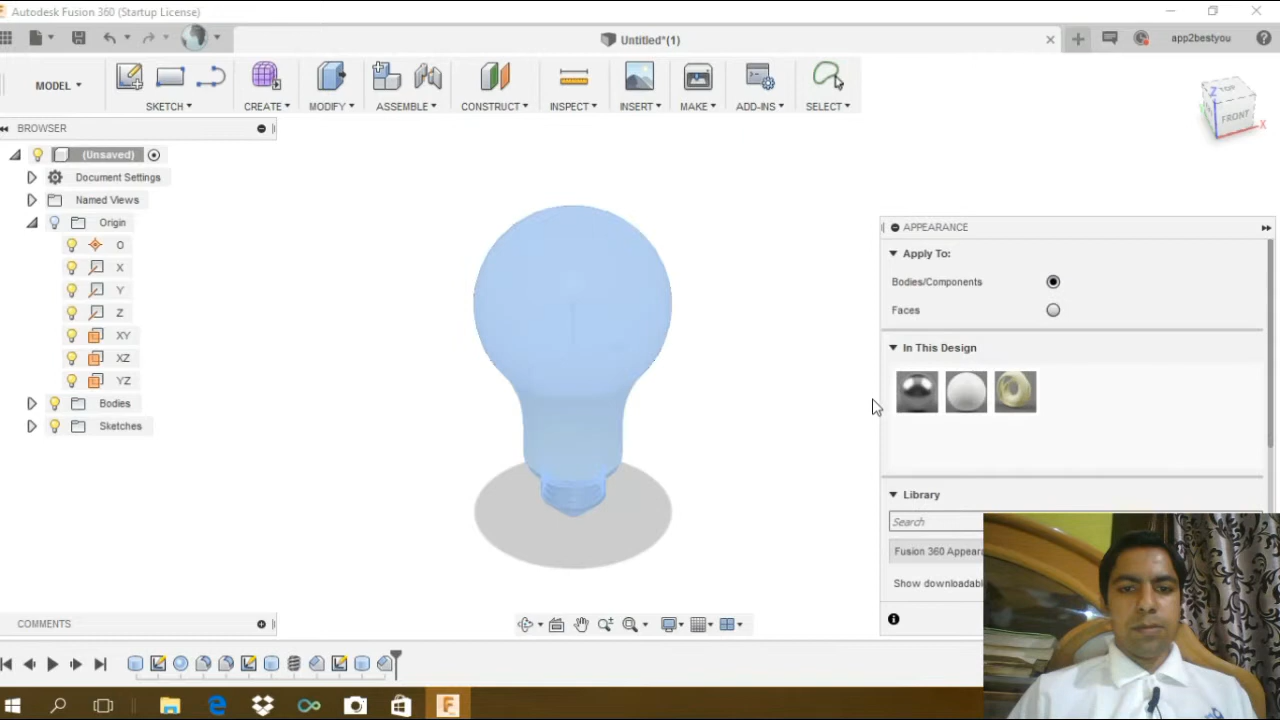 Autodesk Fusion 360 (Startup License)
Untitled*(1)
app2bestyou
MODEL
SKETCH
CREATE
MODIFY
ASSEMBLE
CONSTRUCT
INSPECT
INSERT
MAKE
ADD-INS
SELECT
TOP
Z
FRONT
X
BROWSER
(Unsaved)
Document Settings
Named Views
Origin
O
X
Y
Z
XY
XZ
YZ
Bodies
Sketches
APPEARANCE
Apply To:
Bodies/Components
Faces
In This Design
Library
Search
Fusion 360 Appear
Show downloadabl
COMMENTS